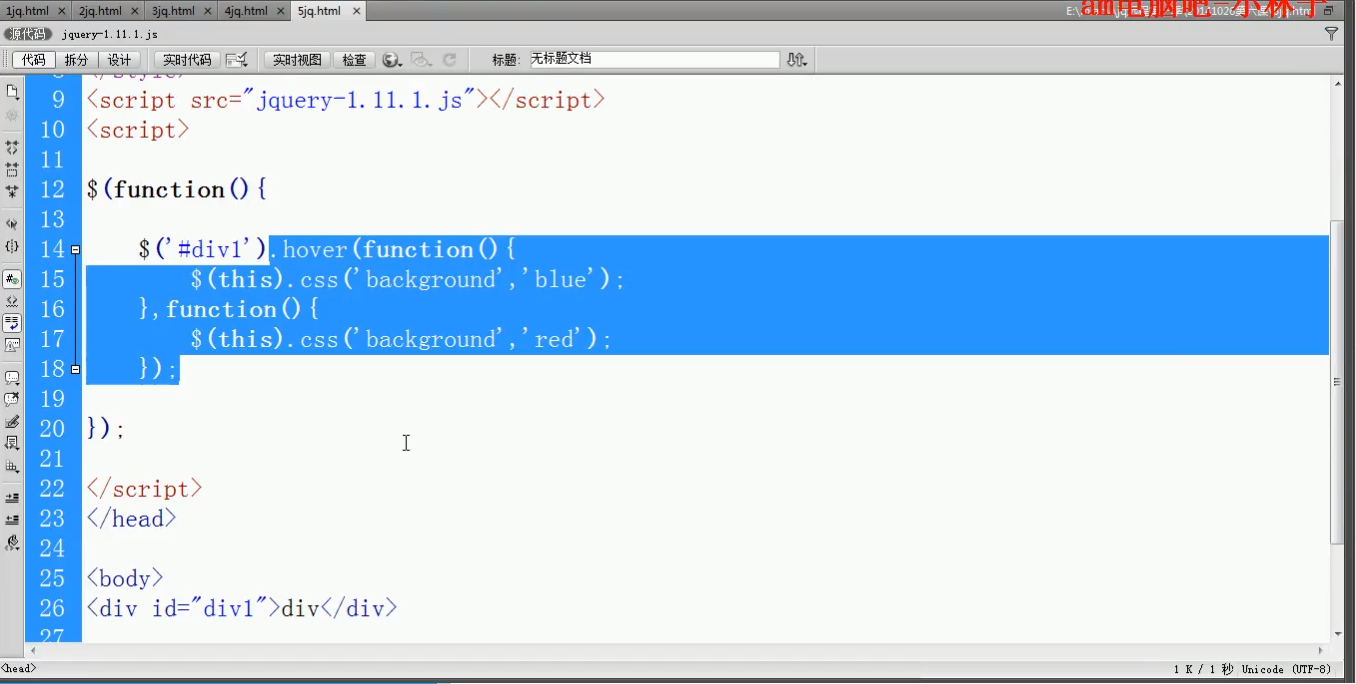 1jq.html × 2jq.html × 3jq.html × 4jq.html × 5jq.html ×
源代码 jquery-1.11.1.js
代码 拆分 设计 实时代码 实时视图 检查 标题: 无标题文档
9 <script src="jquery-1.11.1.js"></script>
10 <script>
11
12 $(function(){
13
14 $('#div1').hover(function(){
15 $(this).css('background','blue');
16 },function(){
17 $(this).css('background','red');
18 });
19
20 });
21
22 </script>
23 </head>
24
25 <body>
26 <div id="div1">div</div>
27
<head> 1 K / 1 秒 Unicode (UTF-8)